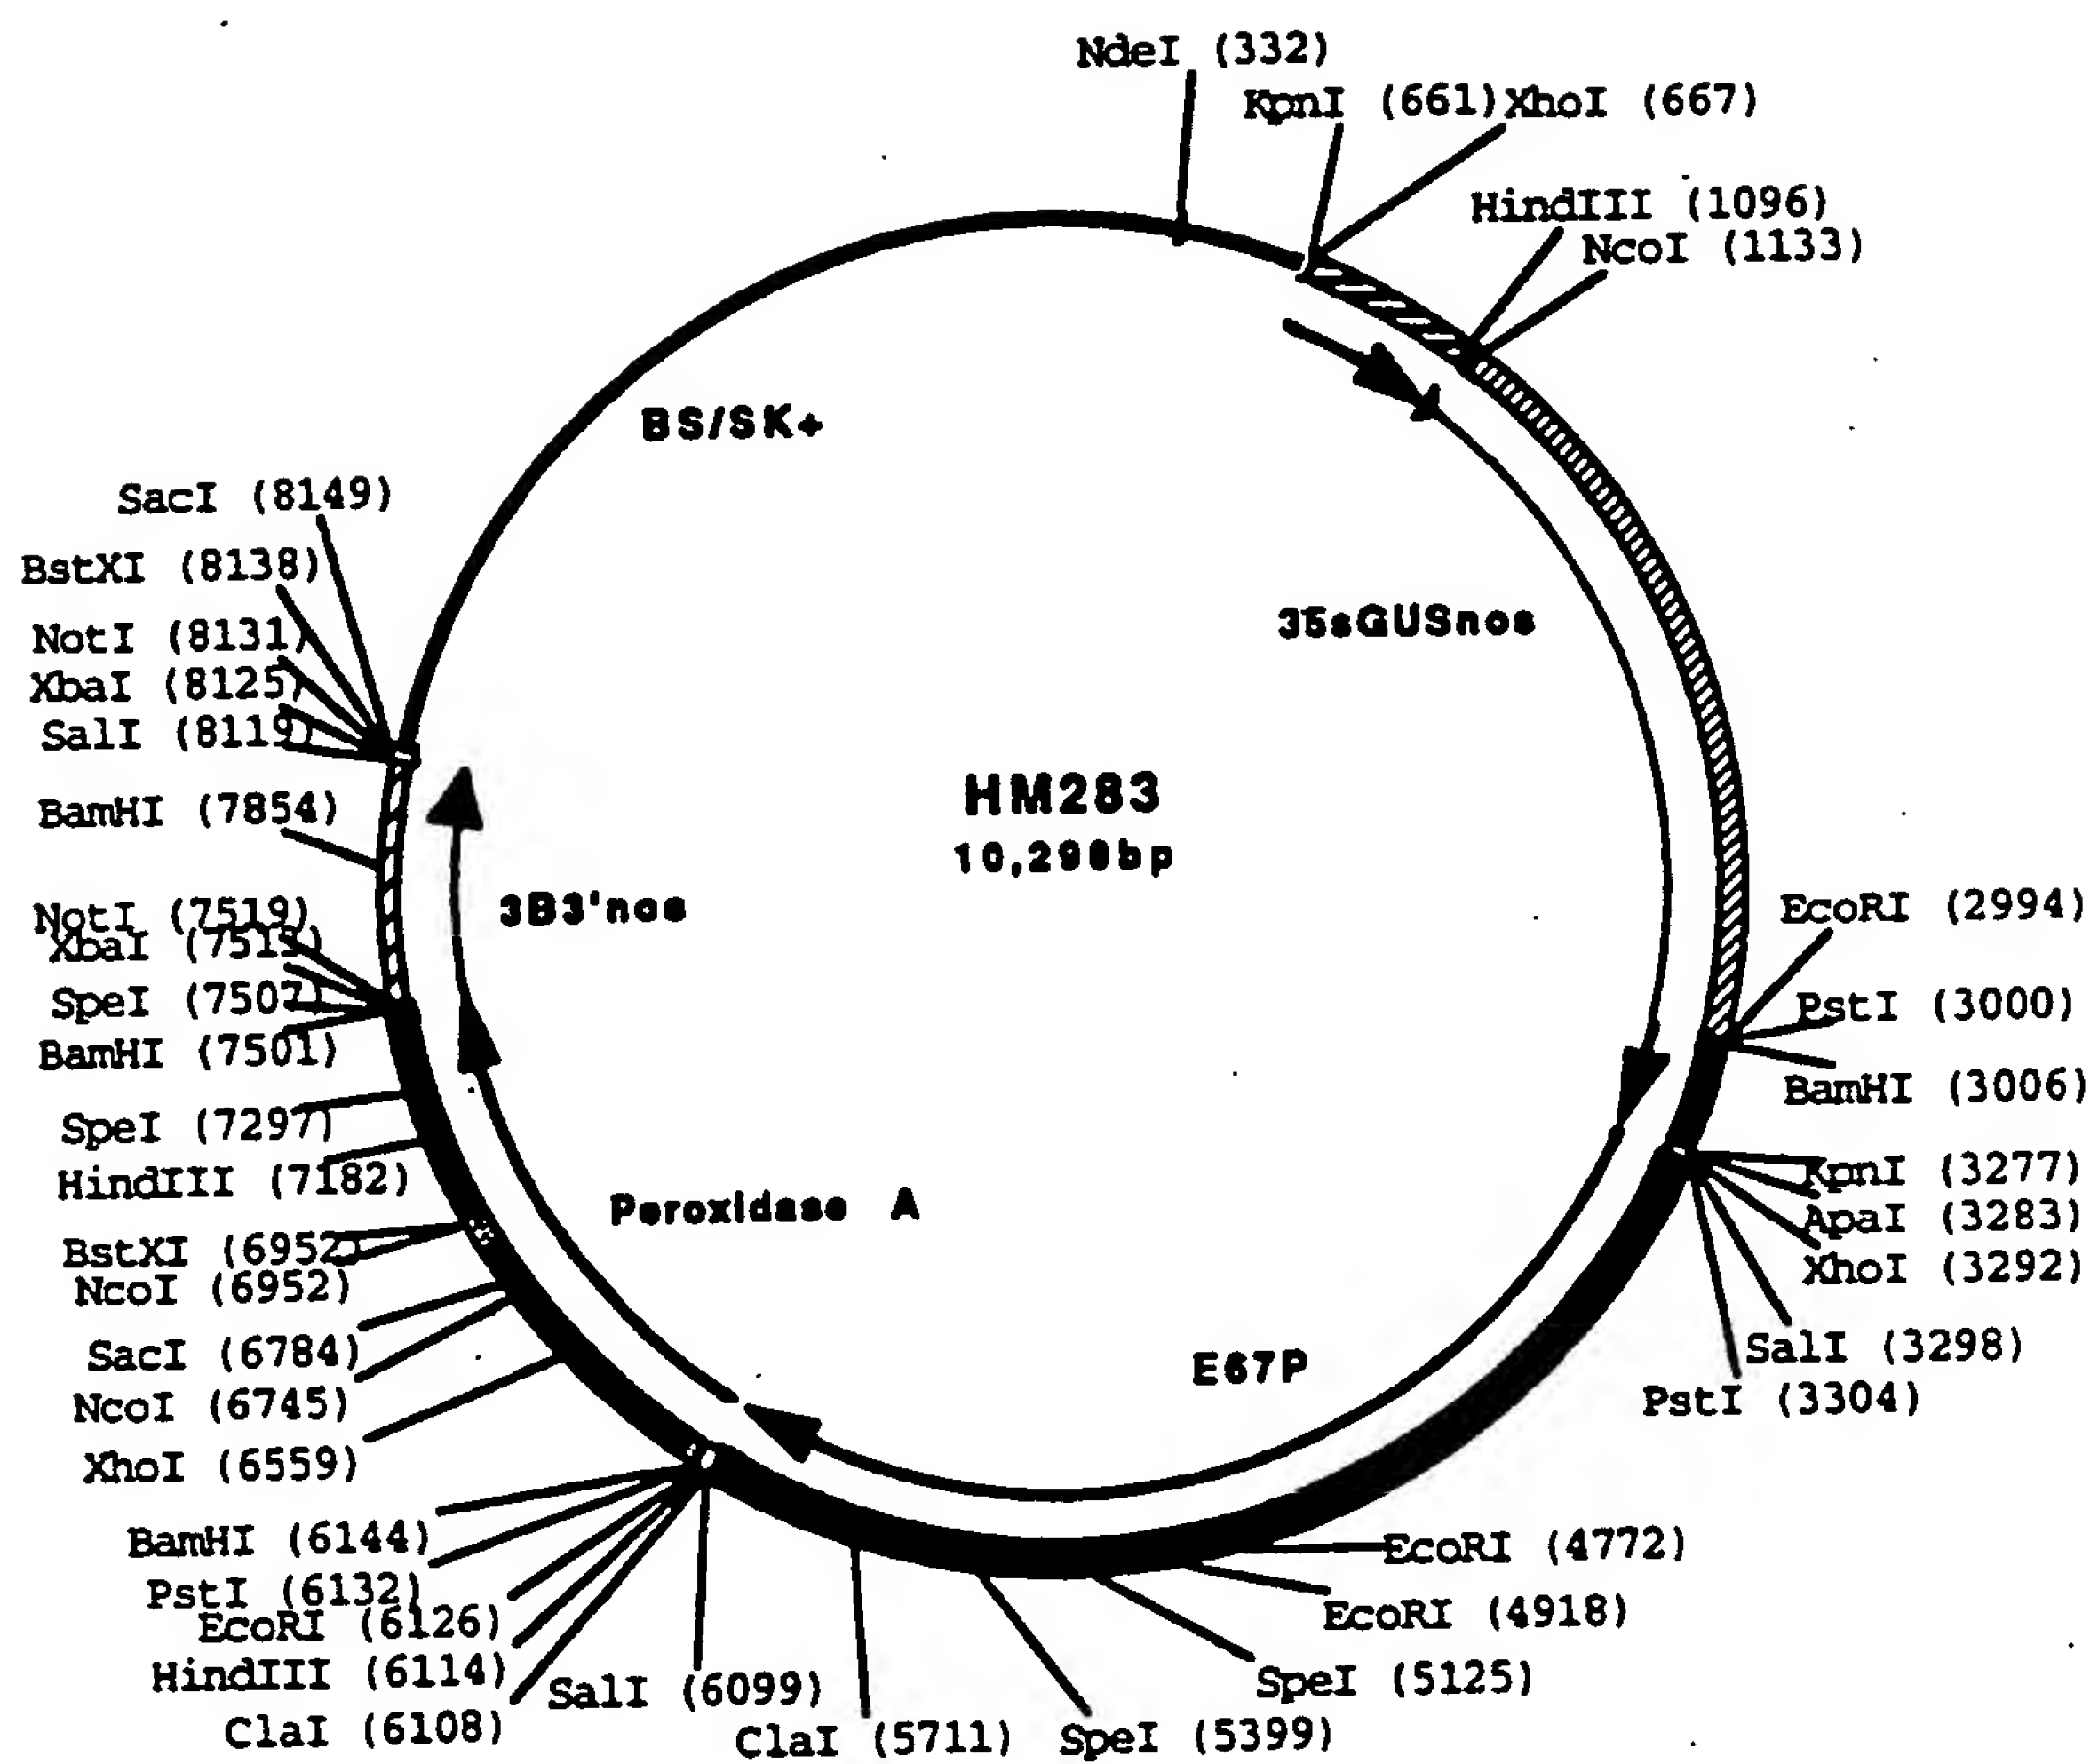 NdeI (332)
KpnI (661) XhoI (667)
HindIII (1096)
NcoI (1133)
BS/SK+
SacI (8149)
BstXI (8138)
NotI (8131)
XbaI (8125)
SalI (8119)
35sGUSnos
HM283
10,298bp
BamHI (7854)
3B3'nos
EcoRI (2994)
NotI (7519)
XbaI (7513)
SpeI (7507)
BamHI (7501)
PstI (3000)
BamHI (3006)
SpeI (7297)
HindIII (7182)
KpnI (3277)
ApaI (3283)
XhoI (3292)
Peroxidase A
BstXI (6952)
NcoI (6952)
SacI (6784)
NcoI (6745)
XhoI (6559)
E67P
SalI (3298)
PstI (3304)
BamHI (6144)
PstI (6132)
EcoRI (6126)
HindIII (6114)
ClaI (6108)
SalI (6099)
ClaI (5711)
SpeI (5399)
SpeI (5125)
EcoRI (4918)
EcoRI (4772)